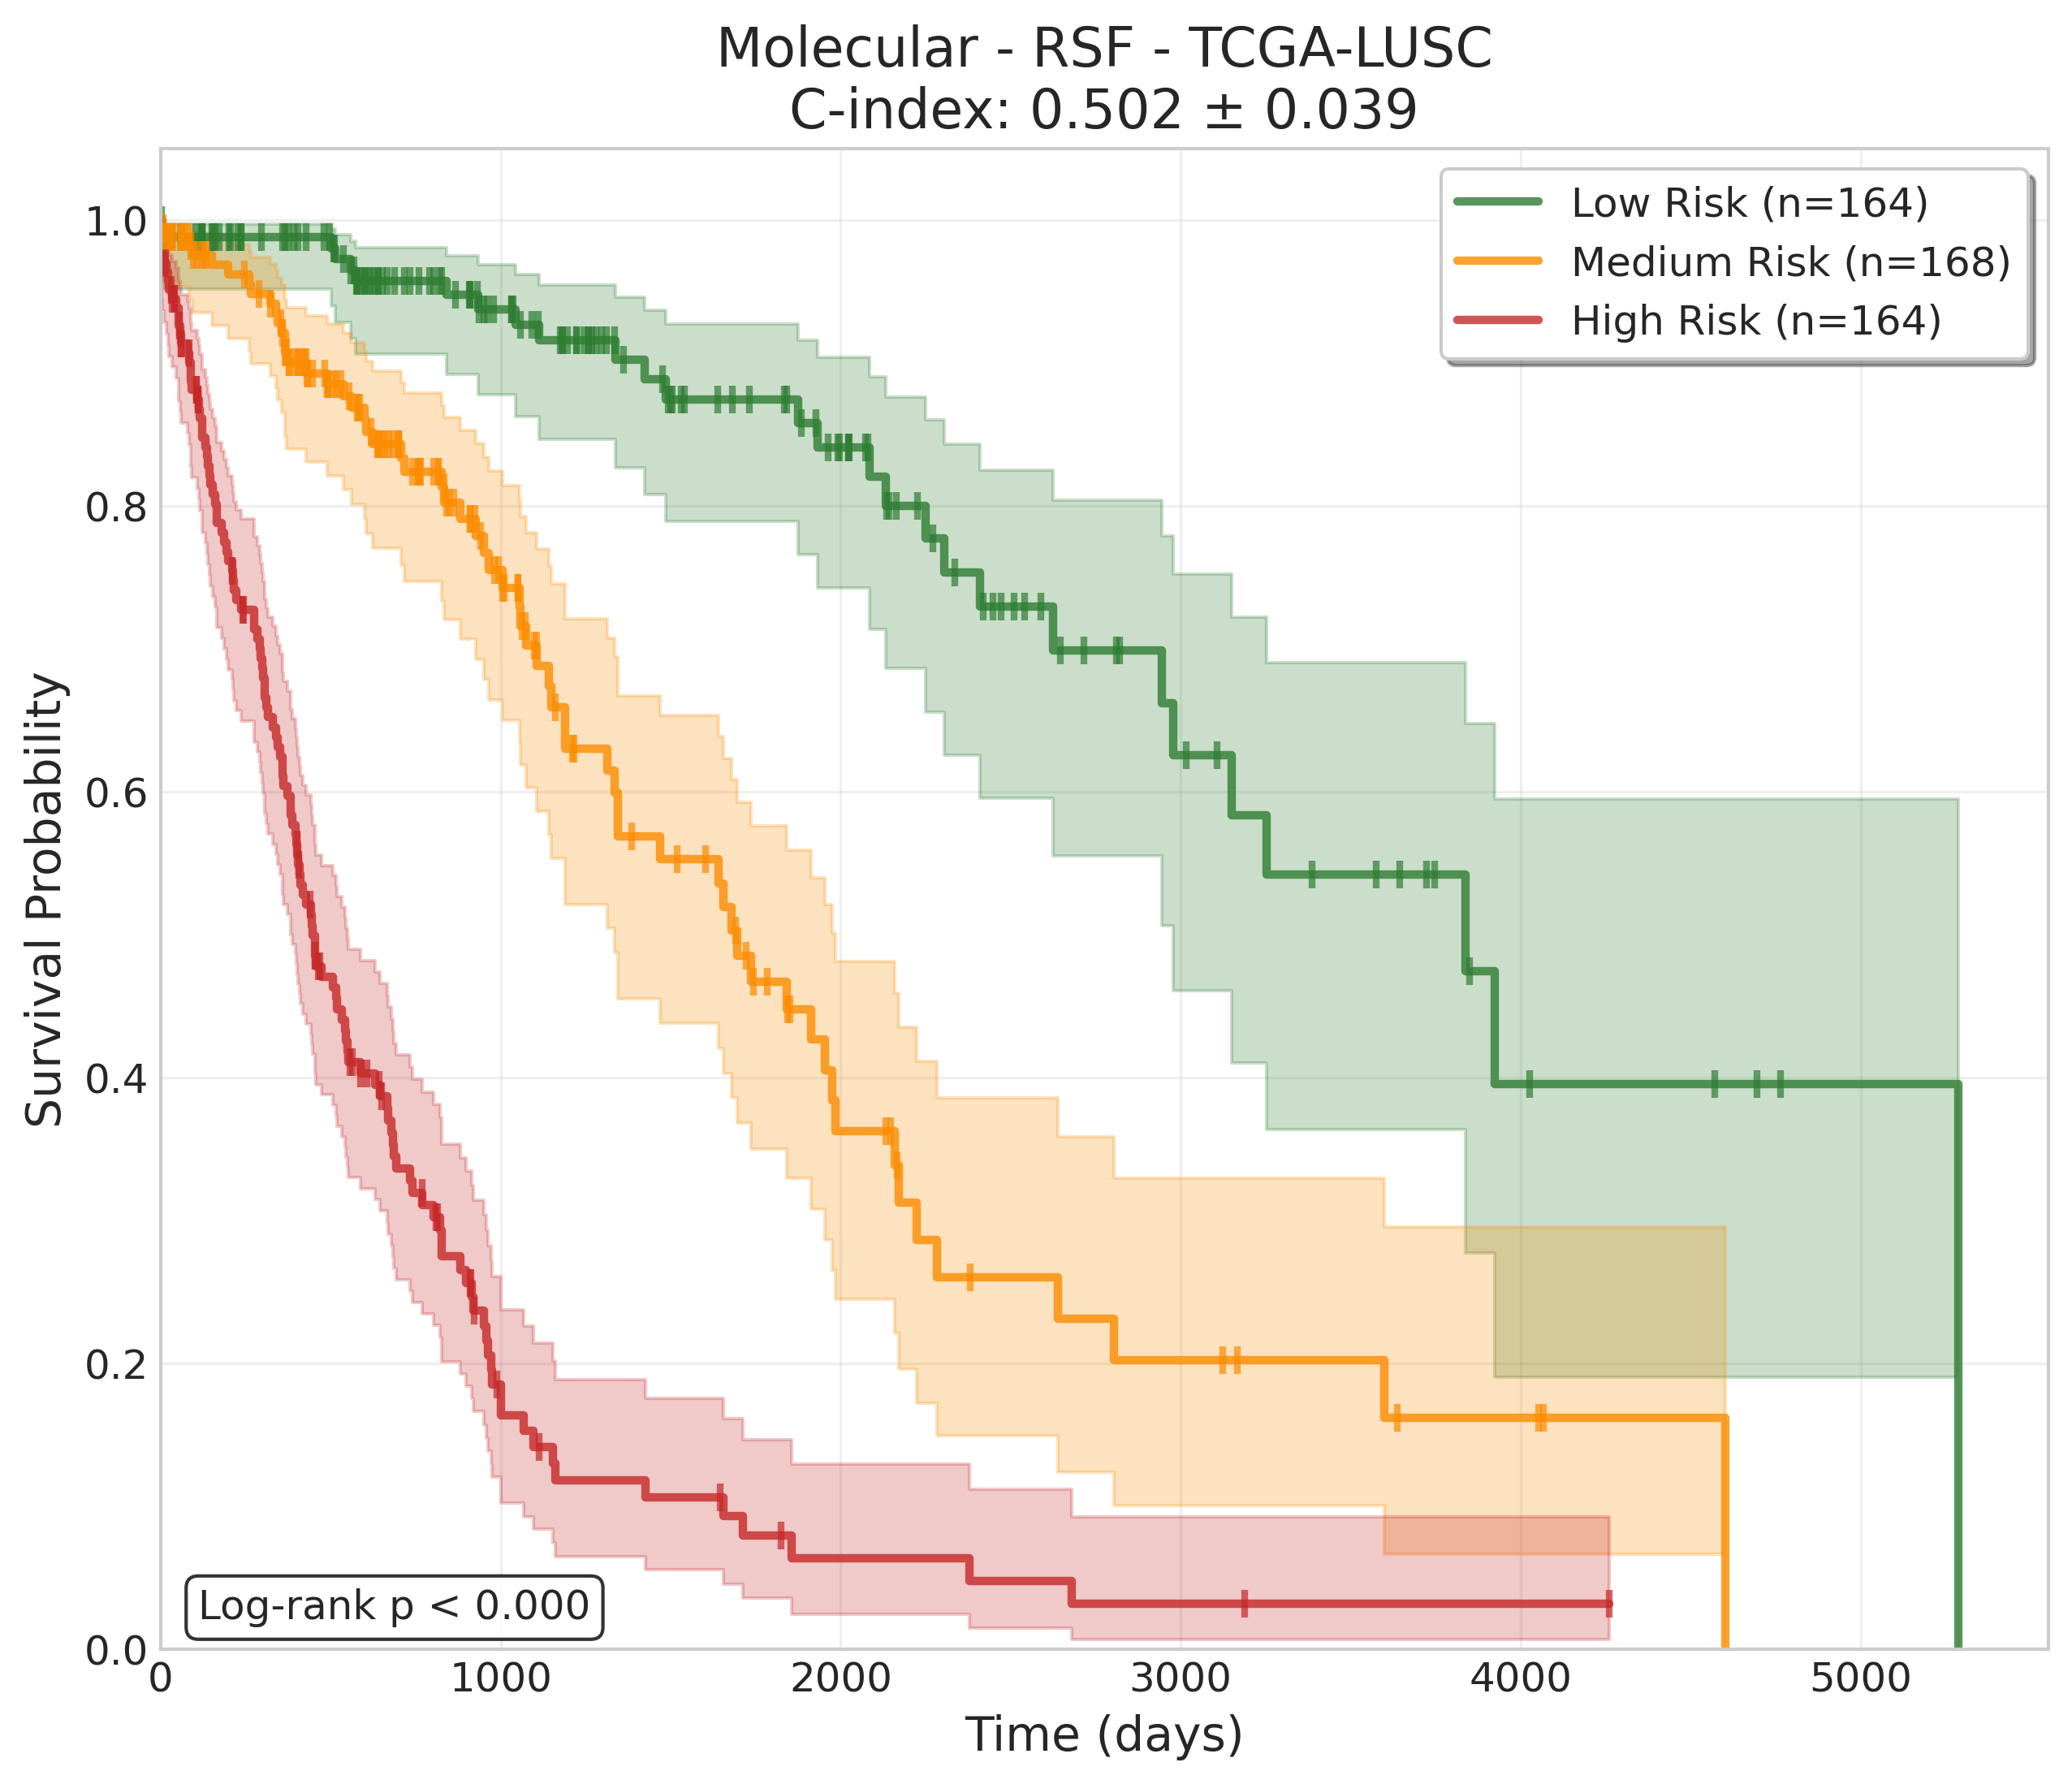 Molecular - RSF - TCGA-LUSC
C-index: 0.502 ± 0.039
Low Risk (n=164)
Medium Risk (n=168)
High Risk (n=164)
Survival Probability
1.0
0.8
0.6
0.4
0.2
0.0
Log-rank p < 0.000
0 1000 2000 3000 4000 5000
Time (days)